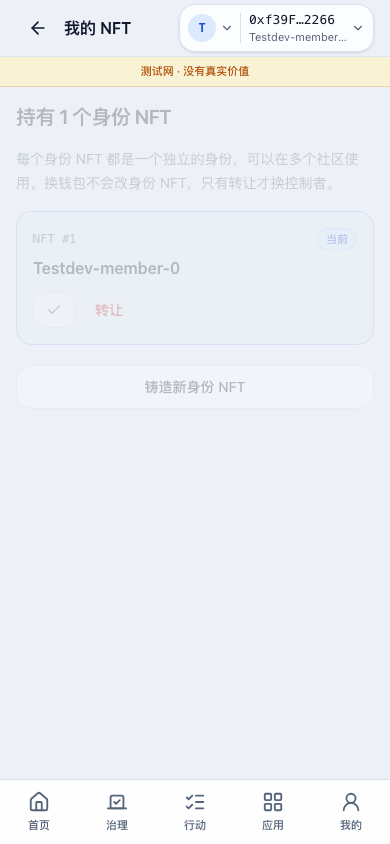 我的 NFT
T
0xf39F…2266
Testdev-member…
测试网 · 没有真实价值
持有 1 个身份 NFT
每个身份 NFT 都是一个独立的身份，可以在多个社区使
用。换钱包不会改身份 NFT，只有转让才换控制者。
NFT #1
当前
Testdev-member-0
转让
铸造新身份 NFT
首页
治理
行动
应用
我的